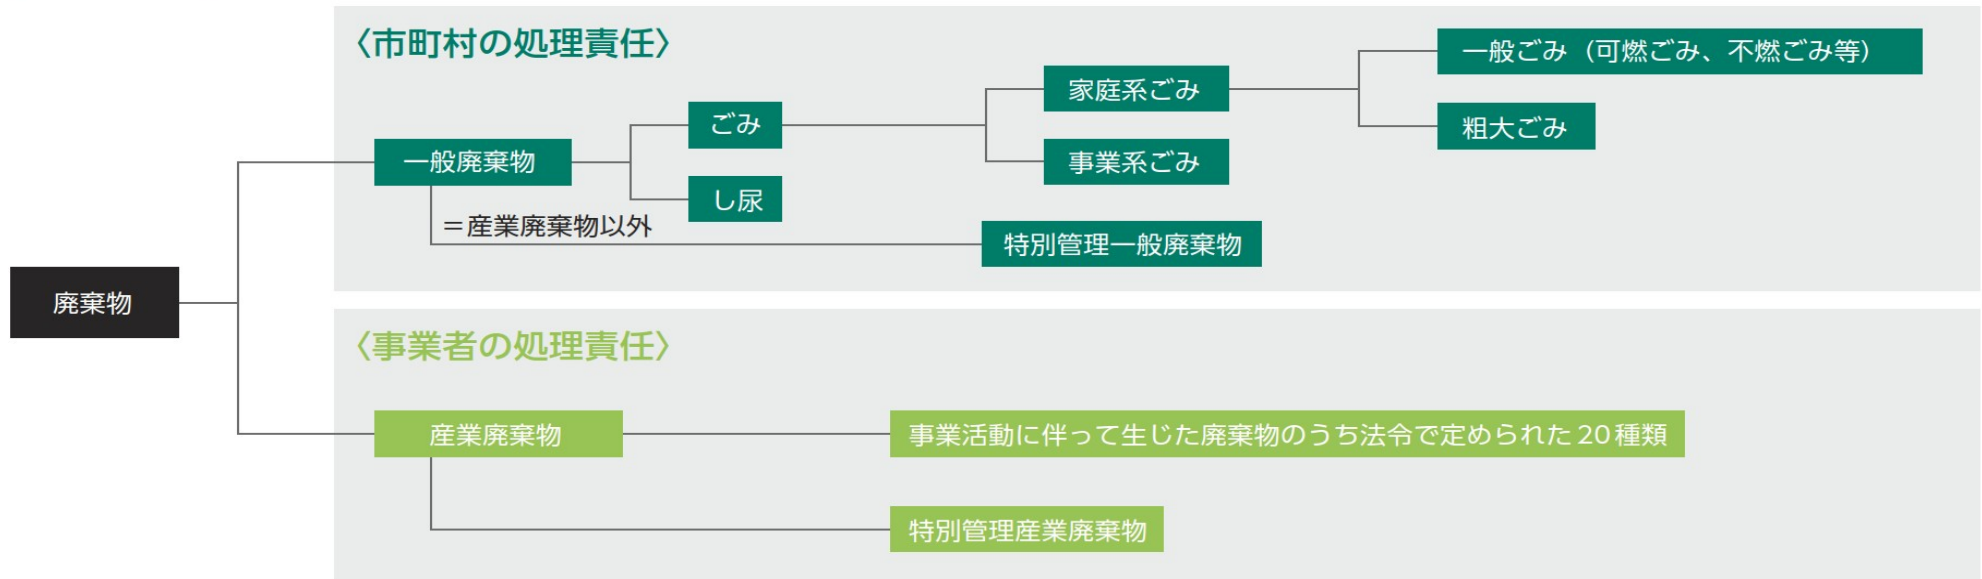 〈市町村の処理責任〉
一般ごみ（可燃ごみ、不燃ごみ等）
家庭系ごみ
ごみ
粗大ごみ
一般廃棄物
事業系ごみ
し尿
＝産業廃棄物以外
特別管理一般廃棄物
廃棄物
〈事業者の処理責任〉
産業廃棄物
事業活動に伴って生じた廃棄物のうち法令で定められた20種類
特別管理産業廃棄物